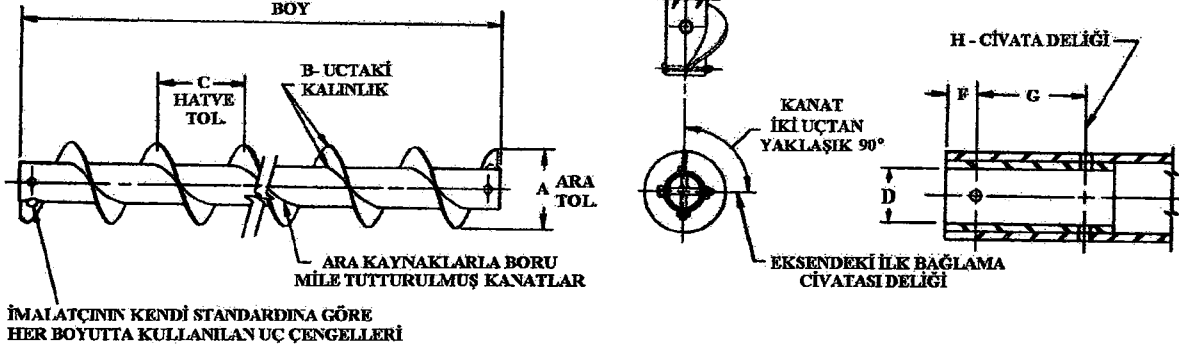 BOY
B- UCTAKİ
KALINLIK
C
HATVE
TOL.
A ARA
TOL.
ARA KAYNAKLARLA BORU
MİLE TUTTURULMUŞ KANATLAR
İMALATÇININ KENDİ STANDARDINA GÖRE
HER BOYUTTA KULLANILAN UÇ ÇENGELLERİ
KANAT
İKİ UÇTAN
YAKLAŞIK 90°
EKSENDEKİ İLK BAĞLAMA
CİVATASI DELİĞİ
H - CİVATA DELİĞİ
F
G
D